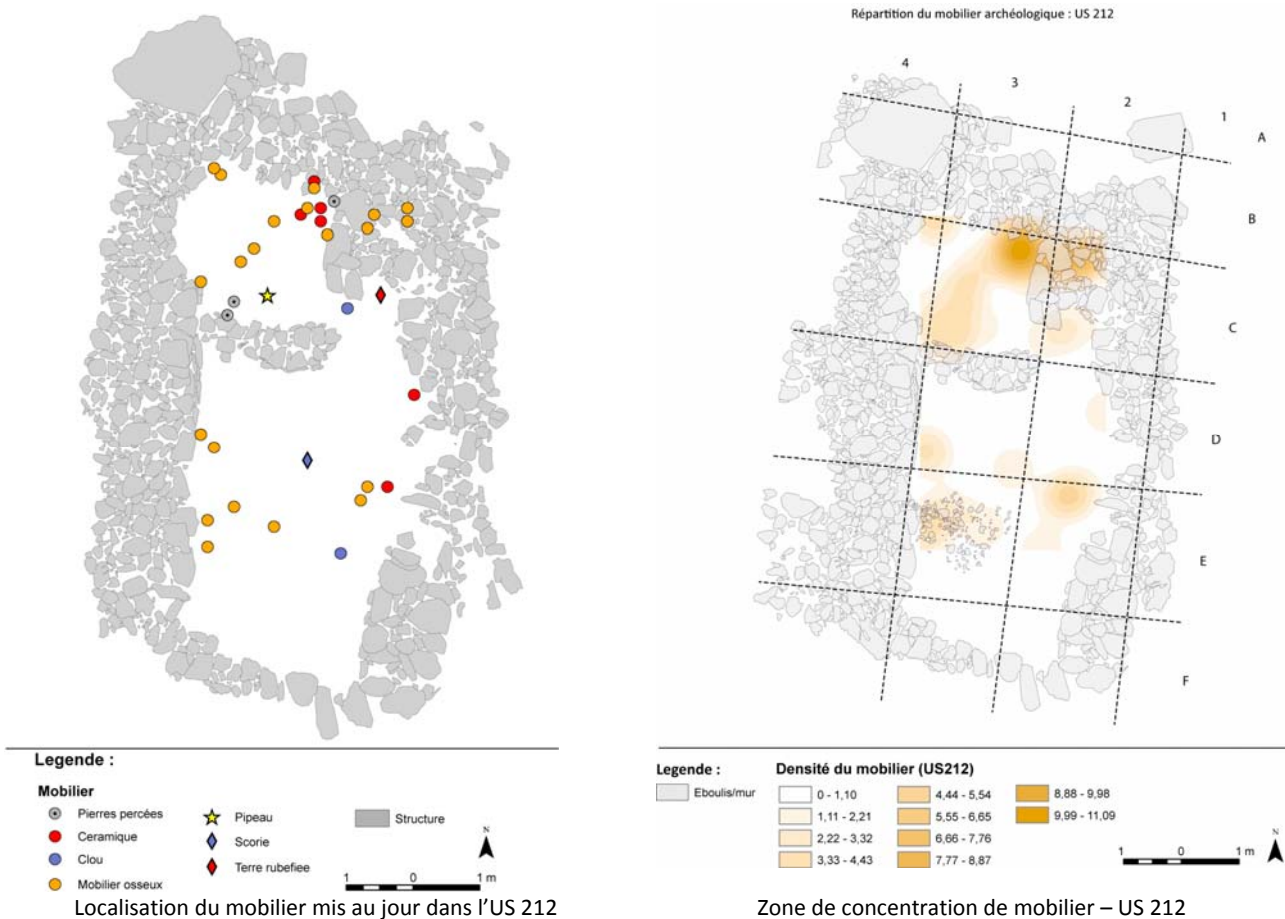 Répartition du mobilier archéologique : US 212
4
3
2
1
A
B
C
D
E
F
Legende :
Mobilier
Pierres percées
Ceramique
Clou
Mobilier osseux
Pipeau
Scorie
Terre rubefiee
Structure
N
1 0 1 m
Localisation du mobilier mis au jour dans l'US 212
Legende :
Eboulis/mur
Densité du mobilier (US212)
0 - 1,10
1,11 - 2,21
2,22 - 3,32
3,33 - 4,43
4,44 - 5,54
5,55 - 6,65
6,66 - 7,76
7,77 - 8,87
8,88 - 9,98
9,99 - 11,09
N
1 0 1 m
Zone de concentration de mobilier – US 212